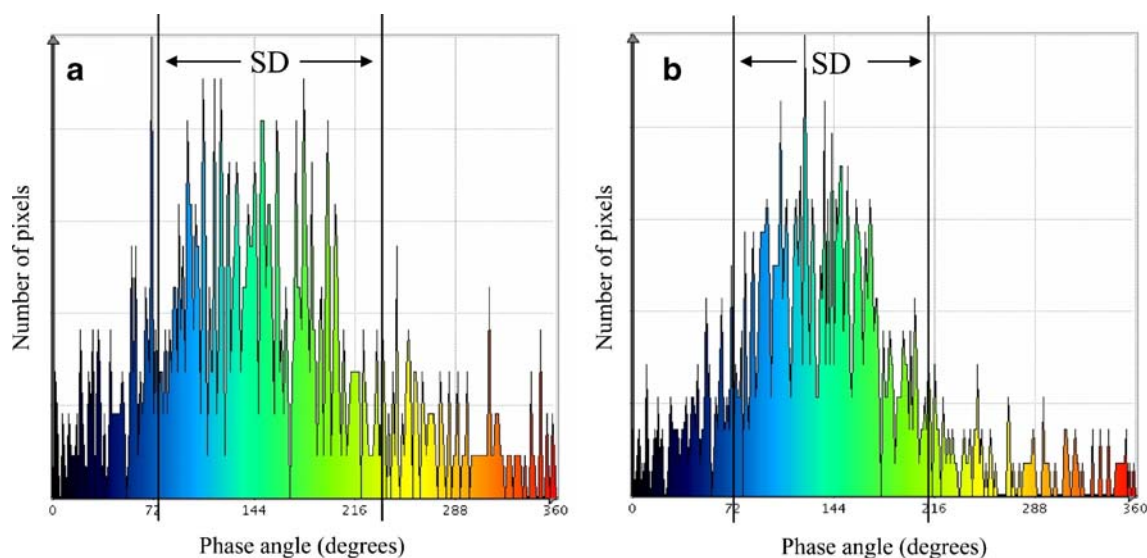 a
SD
Number of pixels
0 72 144 216 288 360
Phase angle (degrees)
b
SD
Number of pixels
0 72 144 216 288 360
Phase angle (degrees)